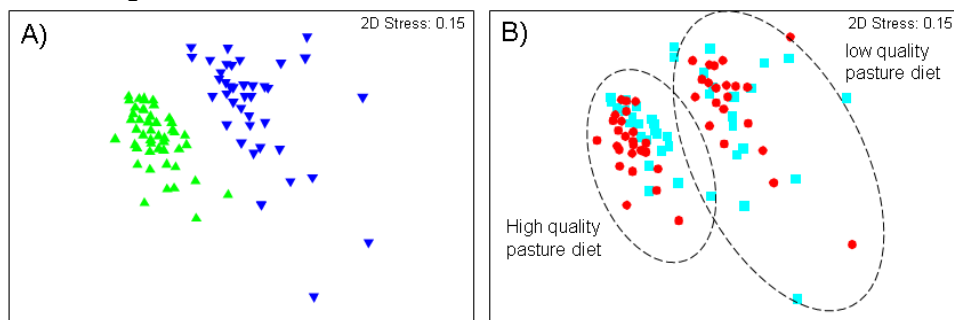 A)
2D Stress: 0.15
B)
2D Stress: 0.15
low quality
pasture diet
High quality
pasture diet